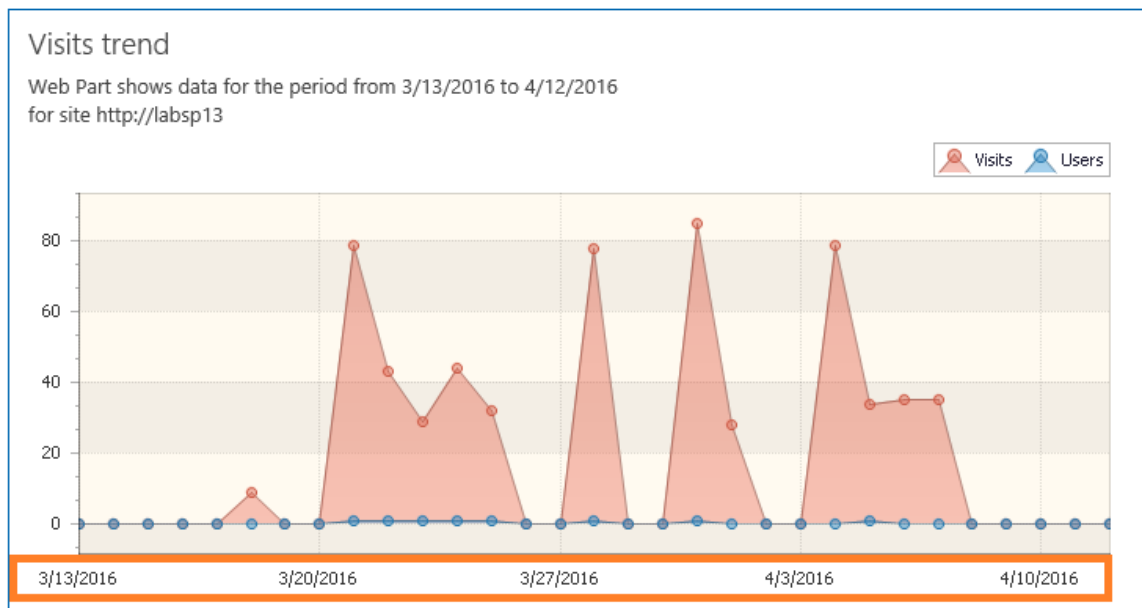 Visits trend
Web Part shows data for the period from 3/13/2016 to 4/12/2016
for site http://labsp13
Visits Users
80
60
40
20
0
3/13/2016 3/20/2016 3/27/2016 4/3/2016 4/10/2016